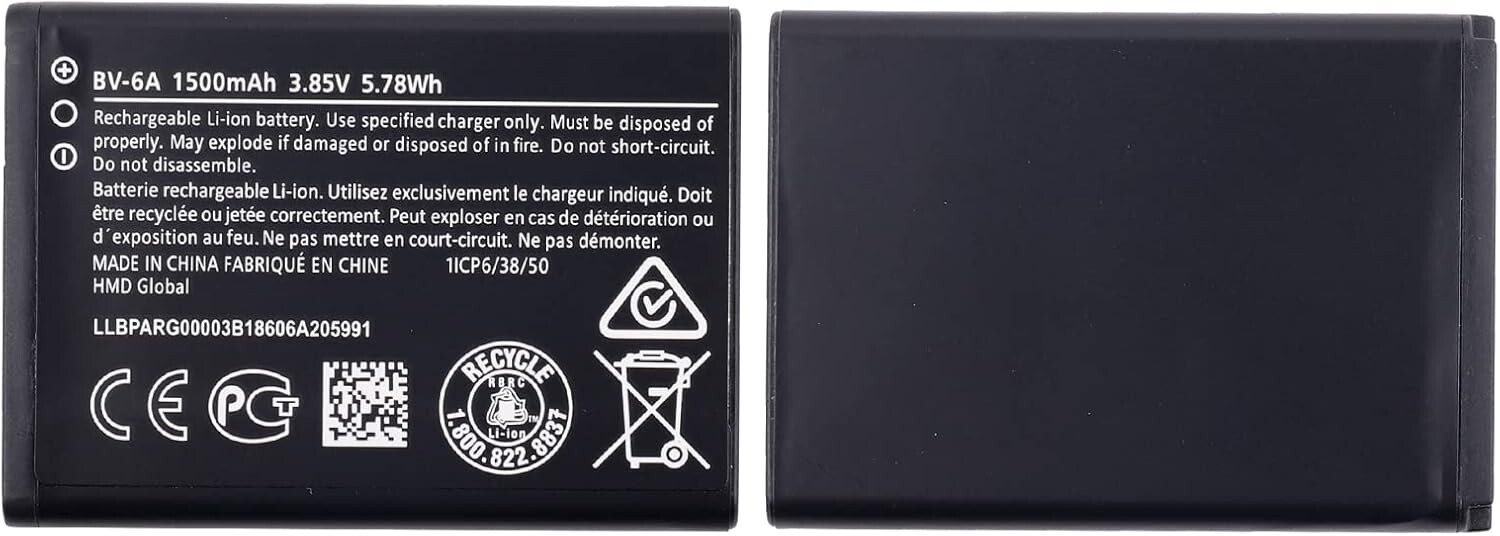 BV-6A 1500mAh 3.85V 5.78Wh
Rechargeable Li-ion battery. Use specified charger only. Must be disposed of
properly. May explode if damaged or disposed of in fire. Do not short-circuit.
Do not disassemble.
Batterie rechargeable Li-ion. Utilisez exclusivement le chargeur indiqué. Doit
être recyclée ou jetée correctement. Peut exploser en cas de détérioration ou
d´exposition au feu. Ne pas mettre en court-circuit. Ne pas démonter.
MADE IN CHINA FABRIQUÉ EN CHINE 1ICP6/38/50
HMD Global
LLBPARG00003B18606A205991
CE PCT
RECYCLE
RBRC
TM
Li-ion
1.800.822.8837